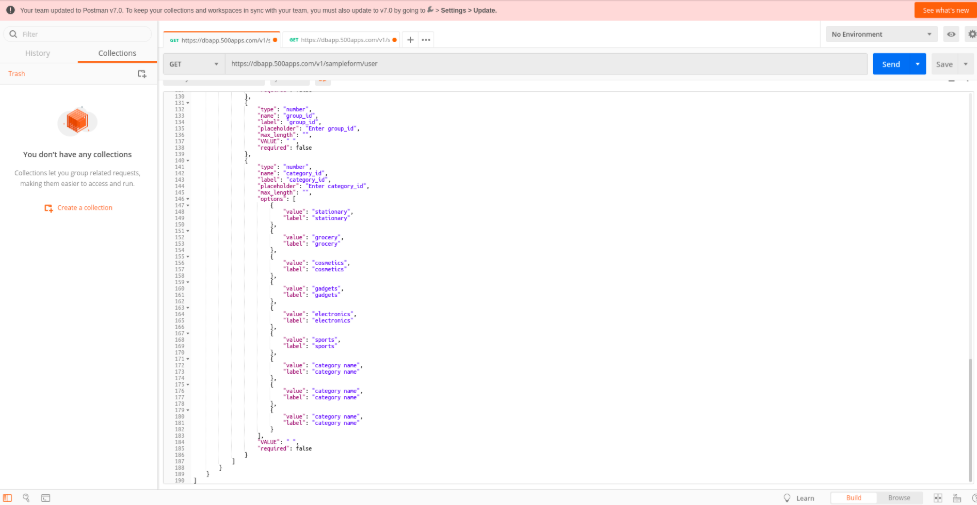 Your team updated to Postman v7.0. To keep your collections and workspaces in sync with your team, you must also update to v7.0 by going to > Settings > Update.
See what's new
Filter
History
Collections
Trash
You don't have any collections
Collections let you group related requests,
making them easier to access and run.
Create a collection
GET https://dbapp.500apps.com/v1/s
GET https://dbapp.500apps.com/v1/s
No Environment
GET
https://dbapp.500apps.com/v1/sampleform/user
Send
Save
130 },
131 {
132 "type": "number",
133 "name": "group_id",
134 "label": "group_id",
135 "placeholder": "Enter group_id",
136 "max_length": "",
137 "VALUE": " ",
138 "required": false
139 },
140 {
141 "type": "number",
142 "name": "category_id",
143 "label": "category_id",
144 "placeholder": "Enter category_id",
145 "max_length": "",
146 "options": [
147 {
148 "value": "stationary",
149 "label": "stationary"
150 },
151 {
152 "value": "grocery",
153 "label": "grocery"
154 },
155 {
156 "value": "cosmetics",
157 "label": "cosmetics"
158 },
159 {
160 "value": "gadgets",
161 "label": "gadgets"
162 },
163 {
164 "value": "electronics",
165 "label": "electronics"
166 },
167 {
168 "value": "sports",
169 "label": "sports"
170 },
171 {
172 "value": "category name",
173 "label": "category name"
174 },
175 {
176 "value": "category name",
177 "label": "category name"
178 },
179 {
180 "value": "category name",
181 "label": "category name"
182 }
183 ],
184 "VALUE": " ",
185 "required": false
186 }
187 ]
188 }
189 }
190 ]
Learn
Build
Browse